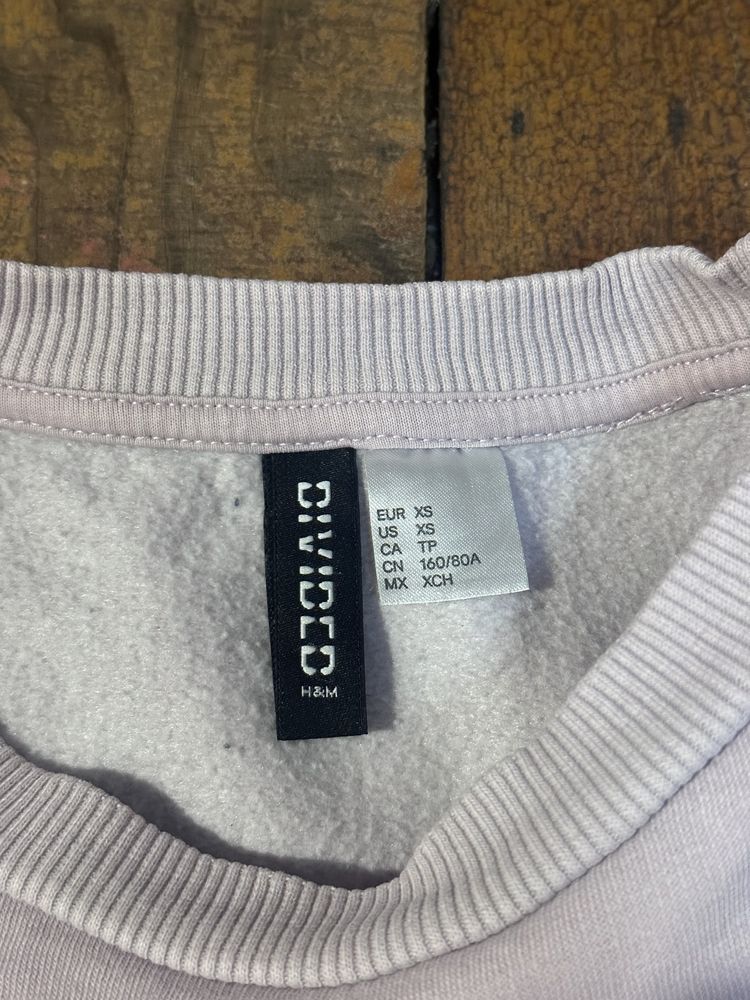 DIVIDED
H&M
EUR XS
US XS
CA TP
CN 160/80A
MX XCH